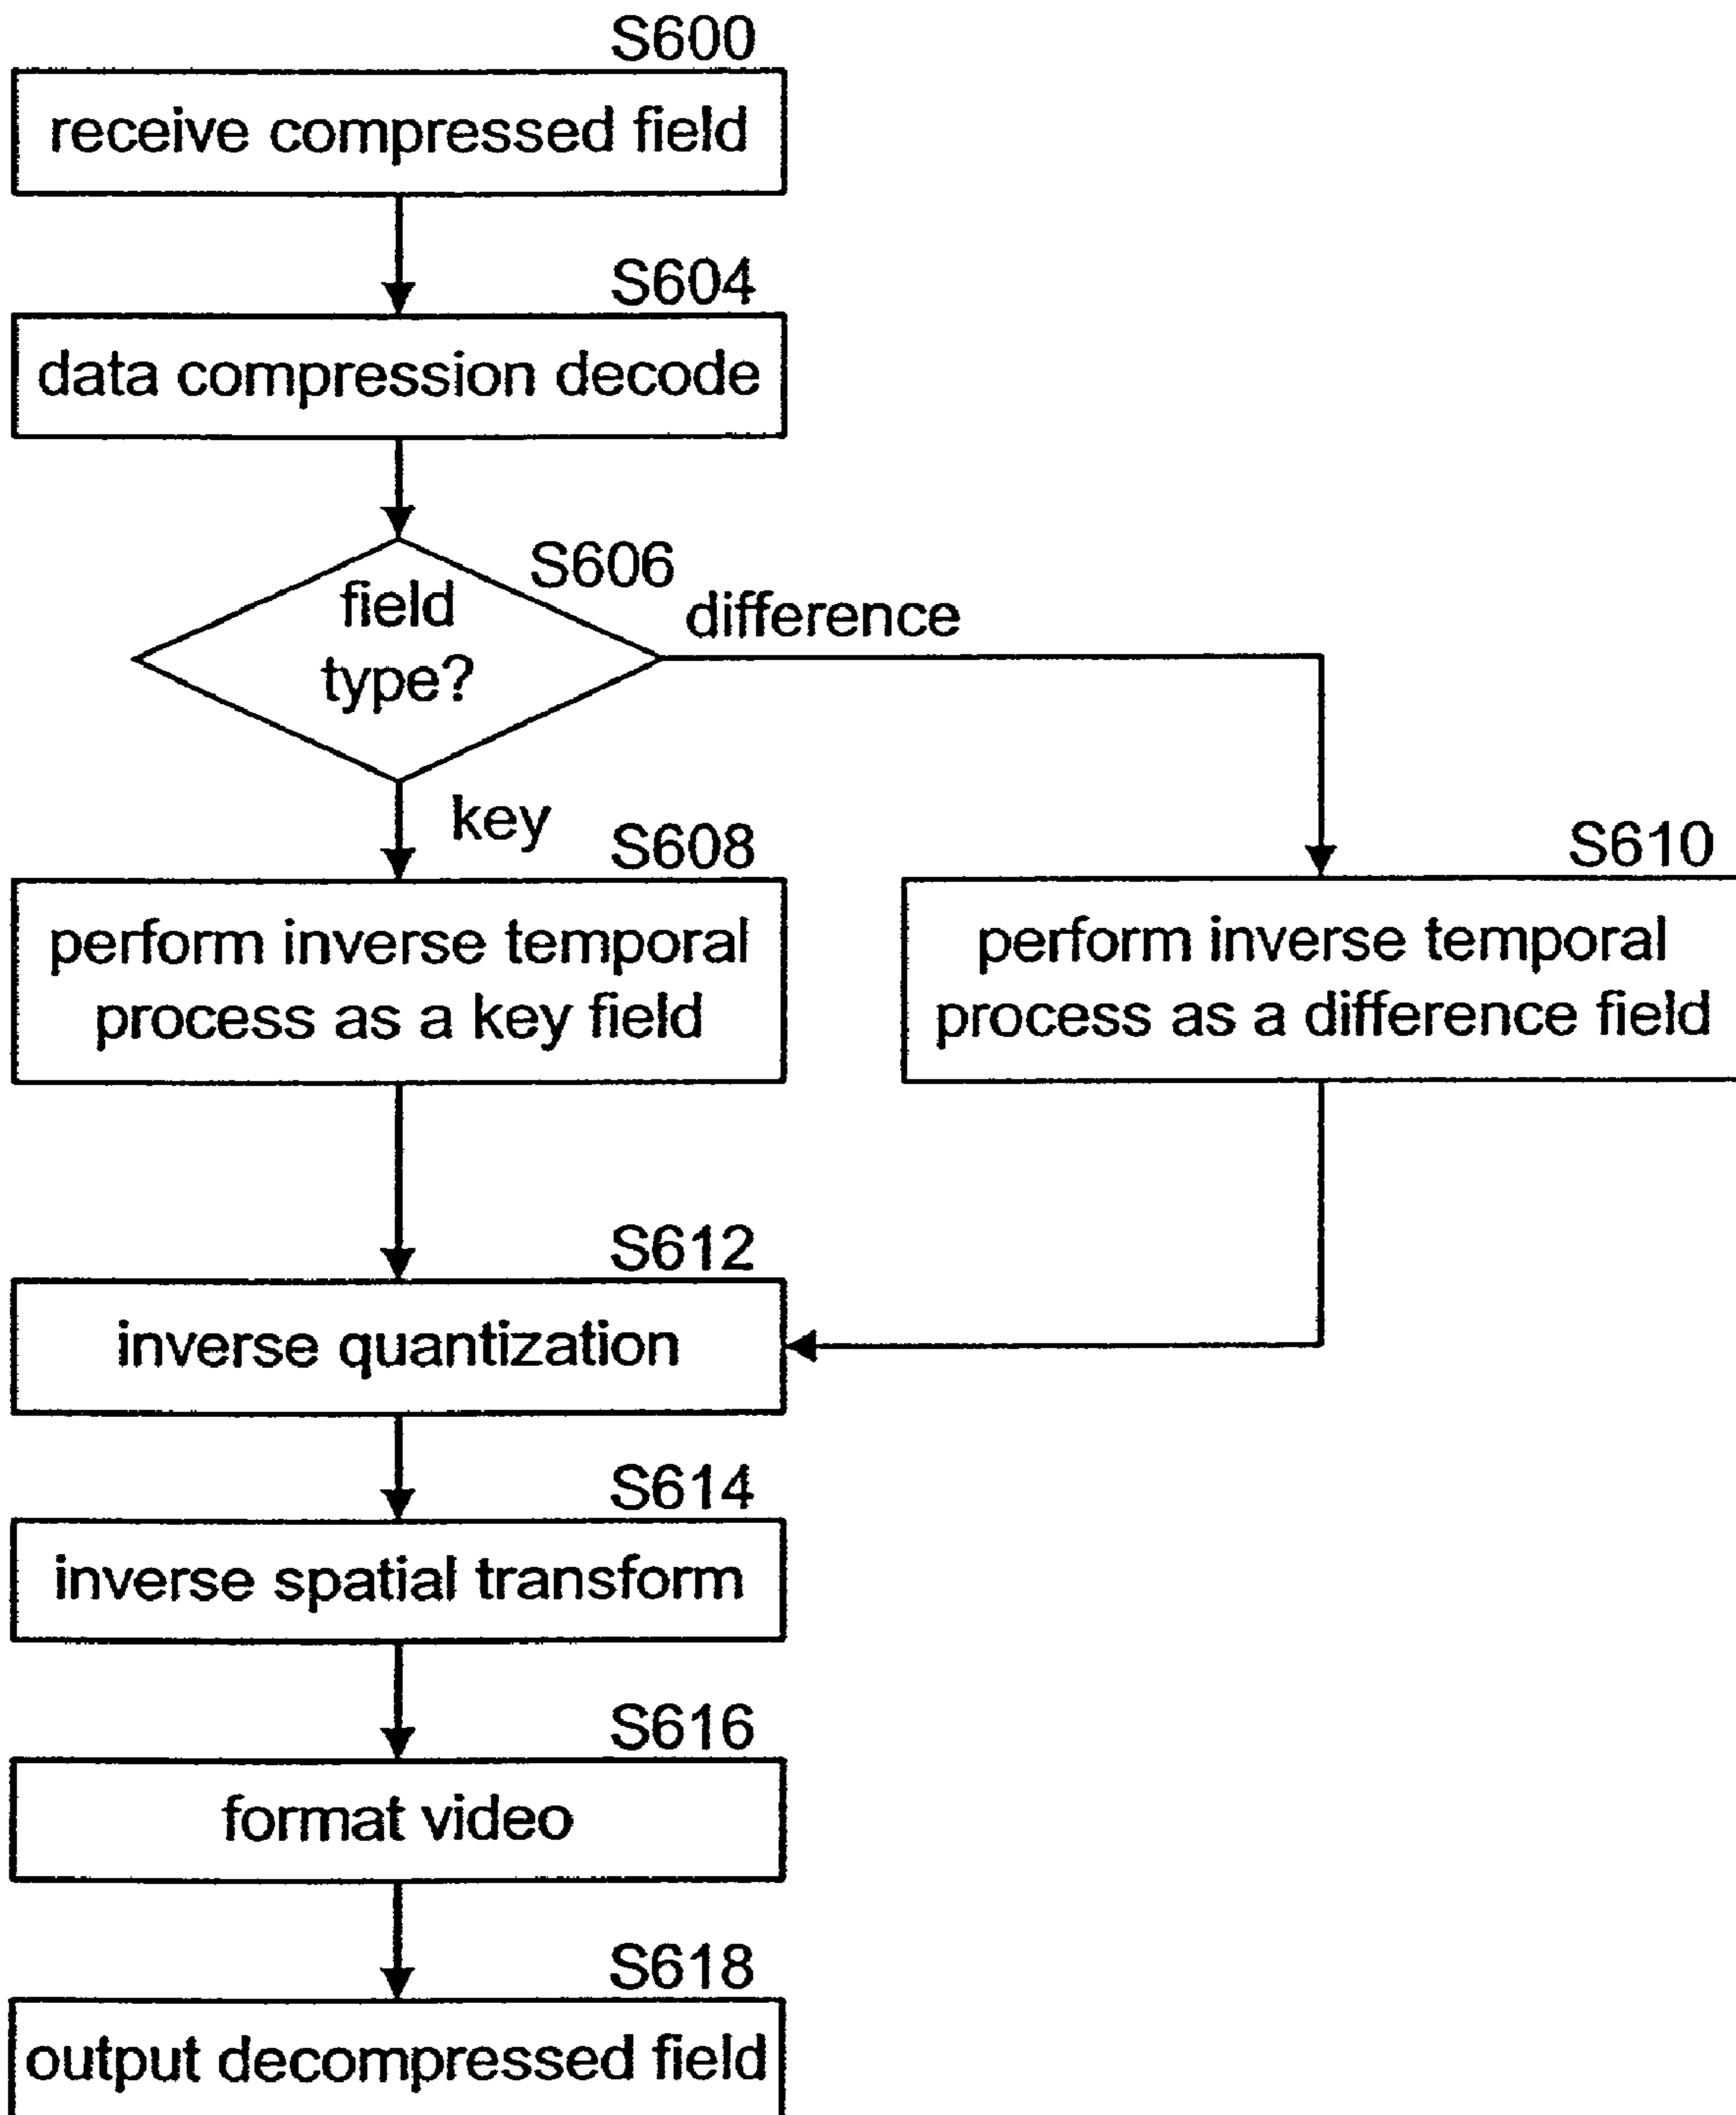 S600
receive compressed field
S604
data compression decode
S606
field
type?
difference
key
S608
perform inverse temporal
process as a key field
S610
perform inverse temporal
process as a difference field
S612
inverse quantization
S614
inverse spatial transform
S616
format video
S618
output decompressed field